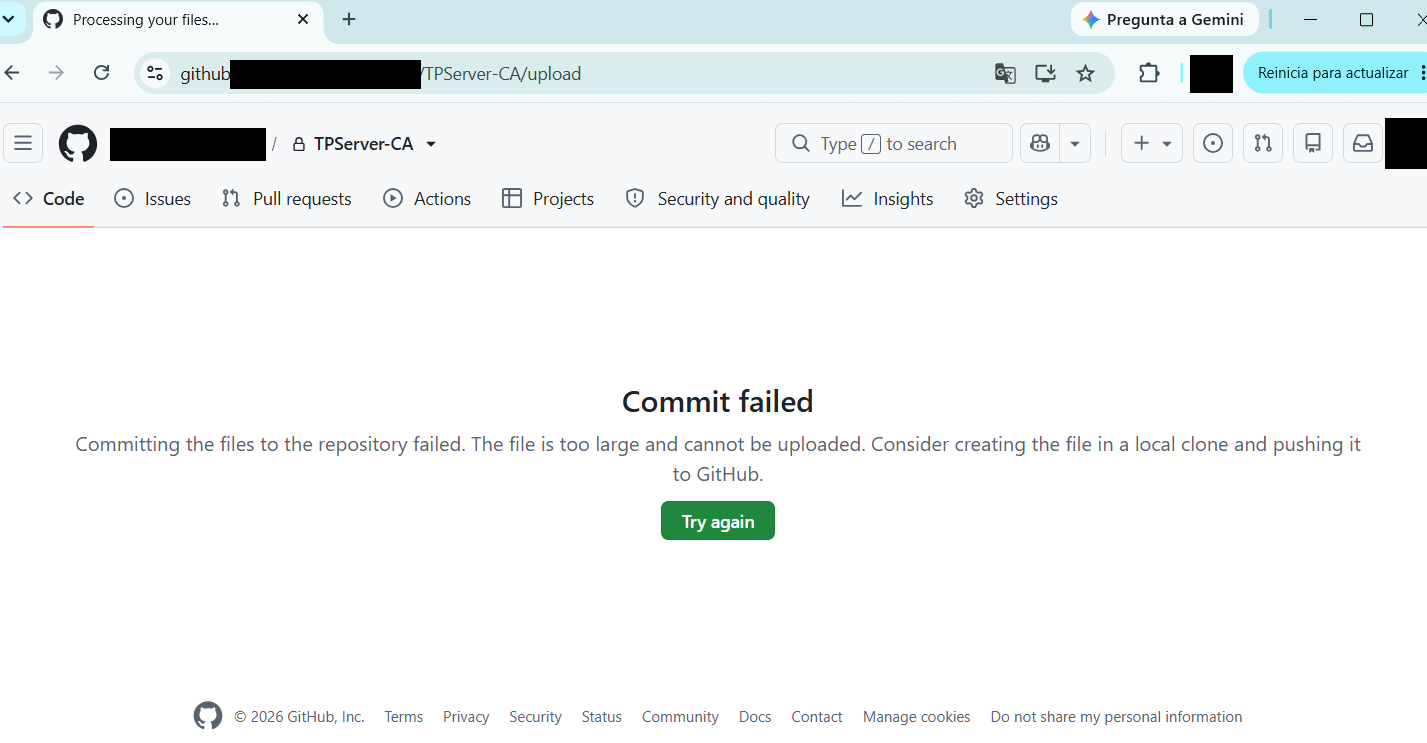 Processing your files...
Pregunta a Gemini
github
/TPServer-CA/upload
Reinicia para actualizar
/ TPServer-CA
Type / to search
Code Issues Pull requests Actions Projects Security and quality Insights Settings
Commit failed
Committing the files to the repository failed. The file is too large and cannot be uploaded. Consider creating the file in a local clone and pushing it
to GitHub.
Try again
© 2026 GitHub, Inc. Terms Privacy Security Status Community Docs Contact Manage cookies Do not share my personal information